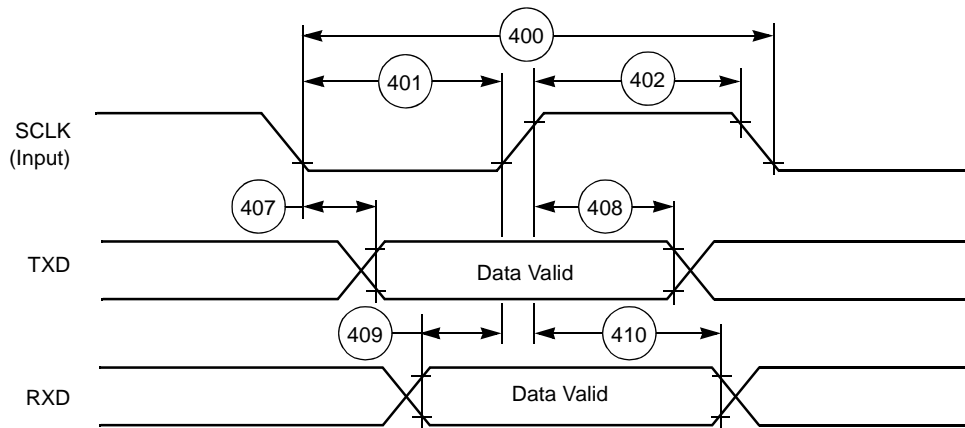 400
401
402
SCLK
(Input)
407
408
TXD
Data Valid
409
410
RXD
Data Valid